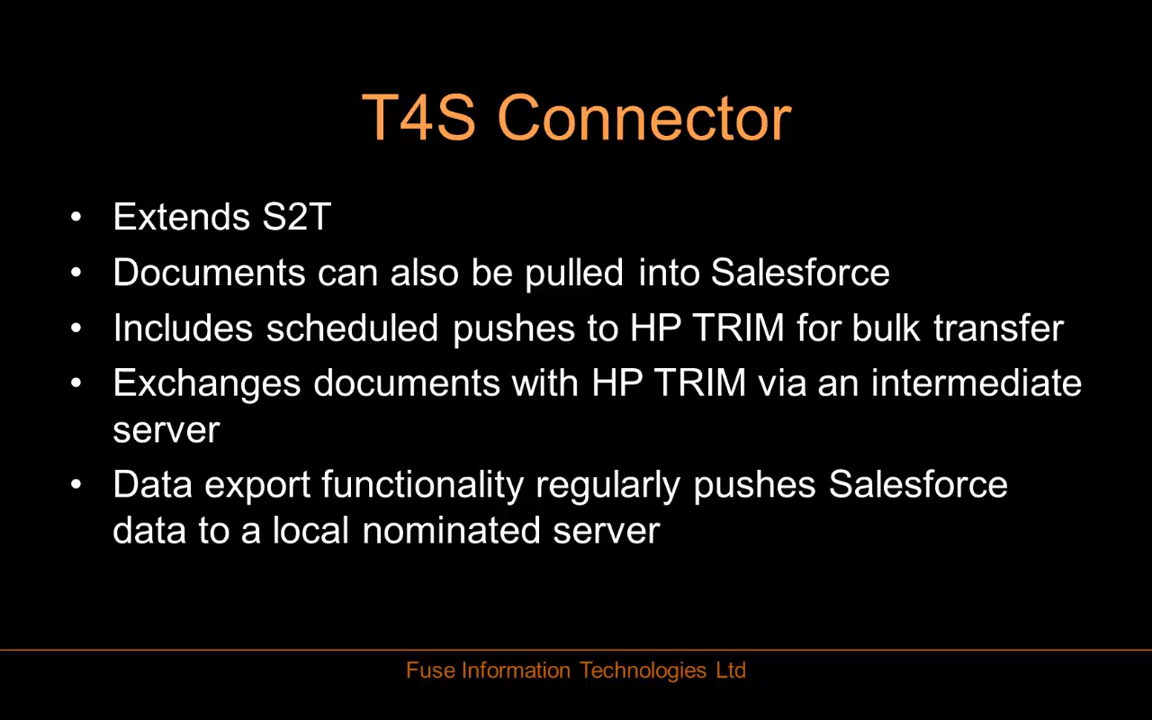 T4S Connector
• Extends S2T
• Documents can also be pulled into Salesforce
• Includes scheduled pushes to HP TRIM for bulk transfer
• Exchanges documents with HP TRIM via an intermediate
server
• Data export functionality regularly pushes Salesforce
data to a local nominated server
Fuse Information Technologies Ltd